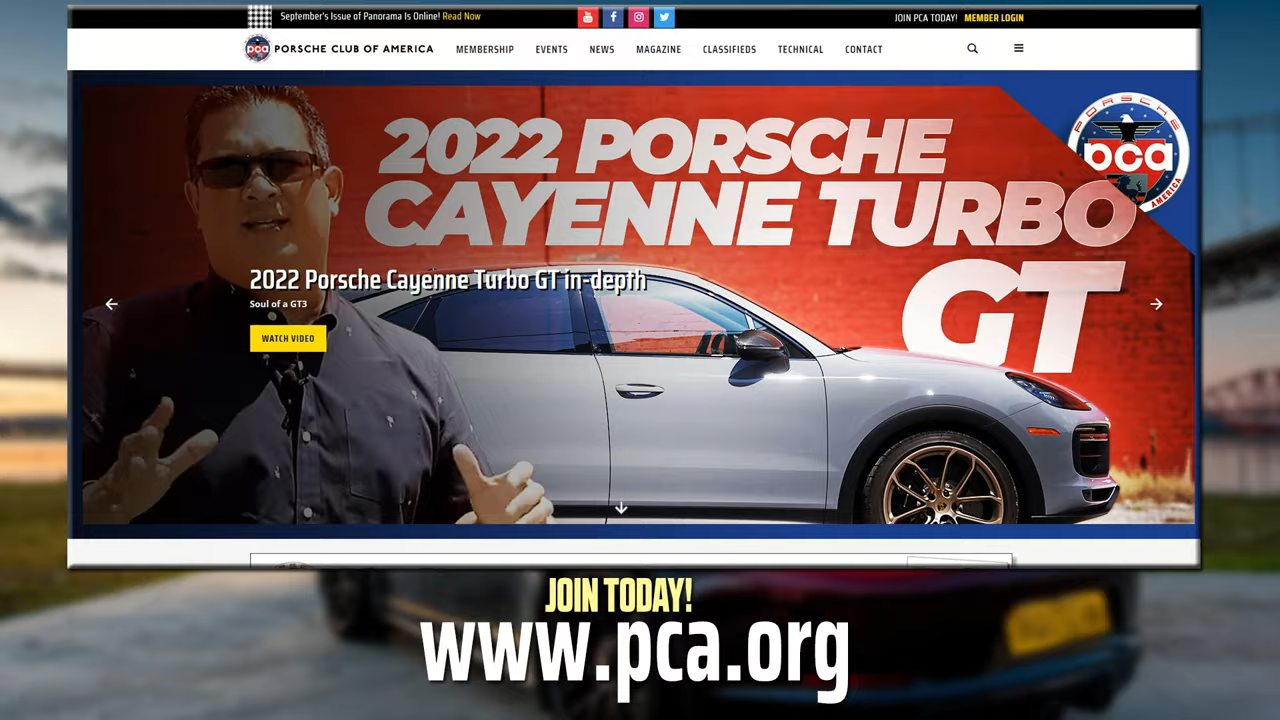 September's Issue of Panorama Is Online! Read Now
JOIN PCA TODAY! MEMBER LOGIN
pca PORSCHE CLUB OF AMERICA
MEMBERSHIP EVENTS NEWS MAGAZINE CLASSIFIEDS TECHNICAL CONTACT
2022 PORSCHE
CAYENNE TURBO
GT
PORSCHE
pca
AMERICA
2022 Porsche Cayenne Turbo GT in-depth
Soul of a GT3
WATCH VIDEO
JOIN TODAY!
www.pca.org